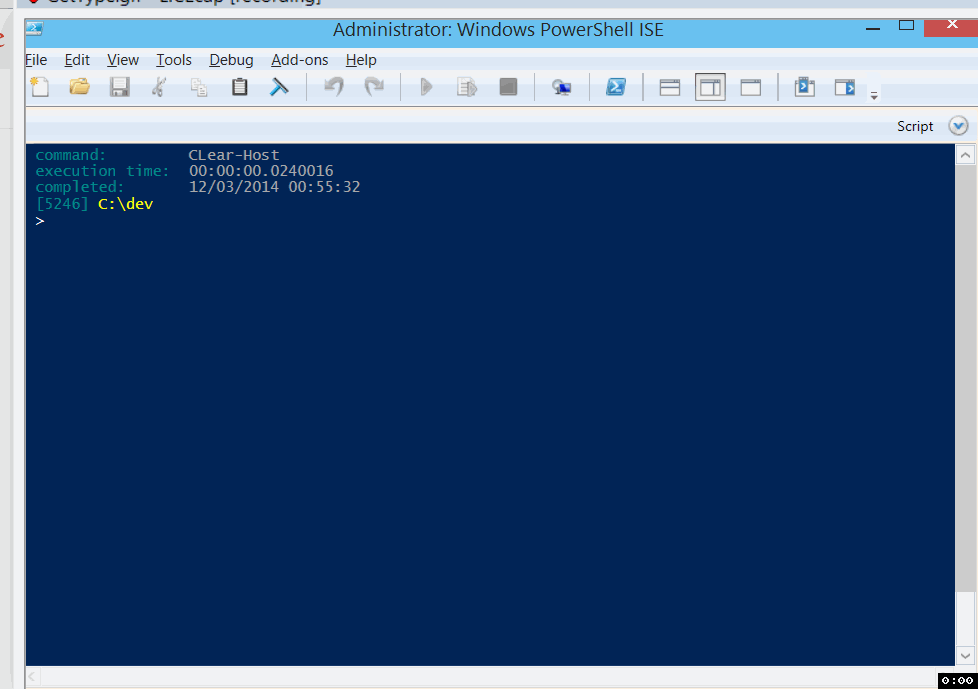 [recording]
Administrator: Windows PowerShell ISE
File Edit View Tools Debug Add-ons Help
Script
command: CLear-Host
execution time: 00:00:00.0240016
completed: 12/03/2014 00:55:32
[5246] C:\dev
>
0:00